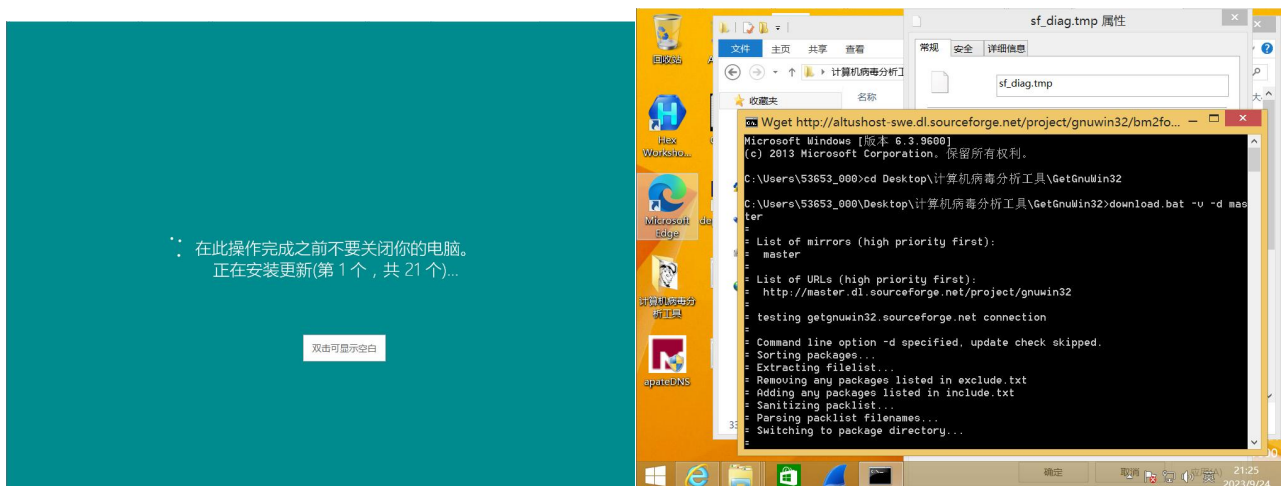 在此操作完成之前不要关闭你的电脑。
正在安装更新(第 1 个，共 21 个)...
双击可显示空白
回收站
Hex
Worksho...
Microsoft
Edge
计算机病毒分
析工具
apateDNS
文件 主页 共享 查看
计算机病毒分析工
收藏夹
名称
sf_diag.tmp 属性
常规 安全 详细信息
sf_diag.tmp
Wget http://altushost-swe.dl.sourceforge.net/project/gnuwin32/bm2fo...
Microsoft Windows [版本 6.3.9600]
(c) 2013 Microsoft Corporation。保留所有权利。
C:\Users\53653_000>cd Desktop\计算机病毒分析工具\GetGnuWin32
C:\Users\53653_000\Desktop\计算机病毒分析工具\GetGnuWin32>download.bat -v -d mas
ter
=
= List of mirrors (high priority first):
=  master
=
= List of URLs (high priority first):
=  http://master.dl.sourceforge.net/project/gnuwin32
=
= testing getgnuwin32.sourceforge.net connection
=
= Command line option -d specified, update check skipped.
= Sorting packages...
= Extracting filelist...
= Removing any packages listed in exclude.txt
= Adding any packages listed in include.txt
= Sanitizing packlist...
= Parsing packlist filenames...
= Switching to package directory...
=
确定 取消
英
21:25
2023/9/24